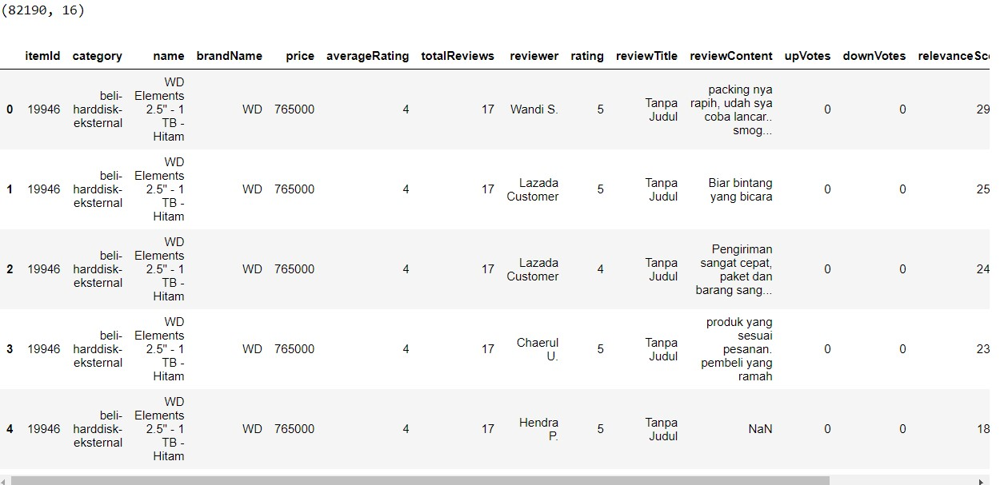 (82190, 16)
itemId category name brandName price averageRating totalReviews reviewer rating reviewTitle reviewContent upVotes downVotes relevanceSco
0 19946 beli-harddisk-eksternal WD Elements 2.5" - 1 TB - Hitam WD 765000 4 17 Wandi S. 5 Tanpa Judul packing nya rapih, udah sya coba lancar.. smog... 0 0 29
1 19946 beli-harddisk-eksternal WD Elements 2.5" - 1 TB - Hitam WD 765000 4 17 Lazada Customer 5 Tanpa Judul Biar bintang yang bicara 0 0 25
2 19946 beli-harddisk-eksternal WD Elements 2.5" - 1 TB - Hitam WD 765000 4 17 Lazada Customer 4 Tanpa Judul Pengiriman sangat cepat, paket dan barang sang... 0 0 24
3 19946 beli-harddisk-eksternal WD Elements 2.5" - 1 TB - Hitam WD 765000 4 17 Chaerul U. 5 Tanpa Judul produk yang sesuai pesanan. pembeli yang ramah 0 0 23
4 19946 beli-harddisk-eksternal WD Elements 2.5" - 1 TB - Hitam WD 765000 4 17 Hendra P. 5 Tanpa Judul NaN 0 0 18